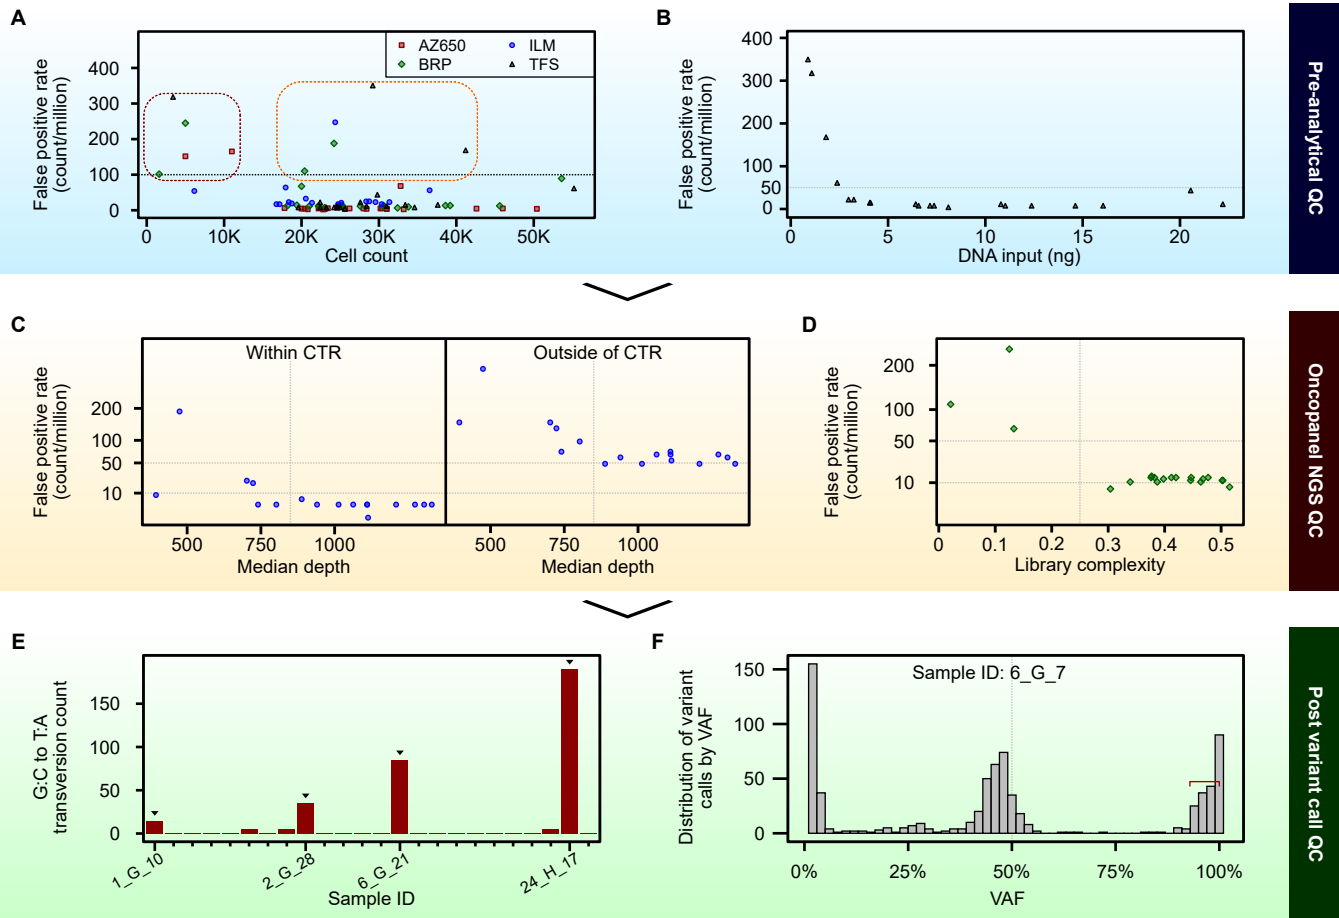 A
False positive rate
(count/million)
400
300
200
100
0
AZ650
BRP
ILM
TFS
0
10K
20K
30K
40K
50K
Cell count
B
False positive rate
(count/million)
400
300
200
100
50
0
0
5
10
15
20
DNA input (ng)
Pre-analytical QC
C
False positive rate
(count/million)
200
100
50
10
Within CTR
Outside of CTR
500
750
1000
Median depth
500
750
1000
Median depth
D
False positive rate
(count/million)
200
100
50
10
0
0.1
0.2
0.3
0.4
0.5
Library complexity
Oncopanel NGS QC
E
G:C to T:A
transversion count
150
100
50
0
1_G_10
2_G_28
6_G_21
24_H_17
Sample ID
F
Distribution of variant
calls by VAF
150
100
50
0
Sample ID: 6_G_7
0%
25%
50%
75%
100%
VAF
Post variant call QC